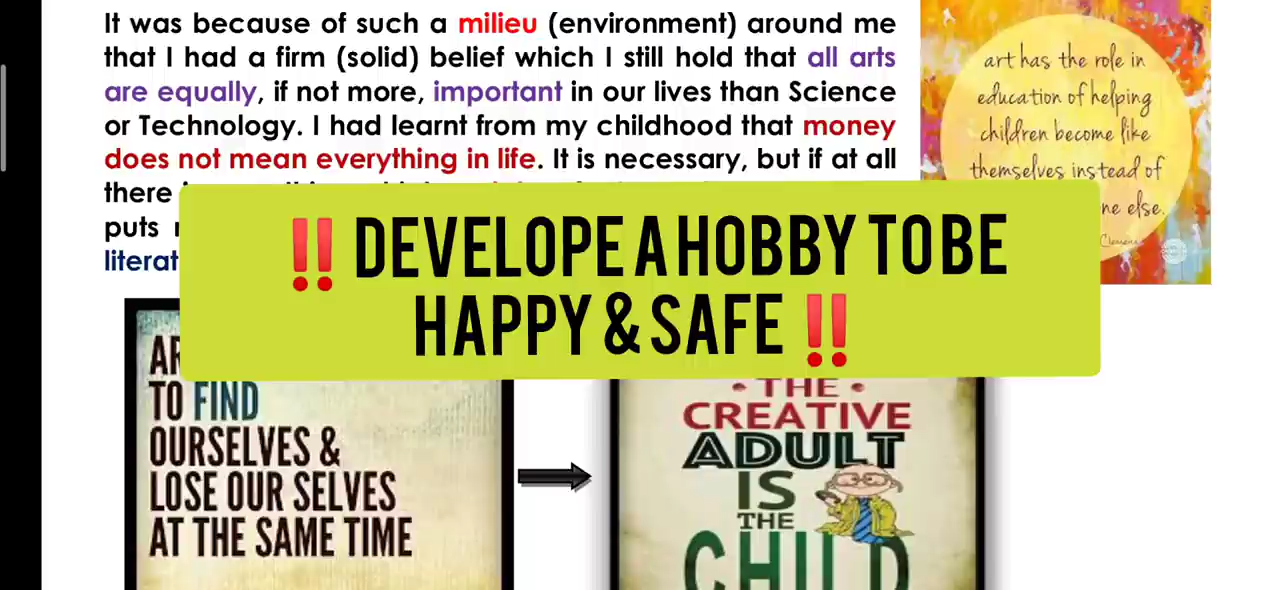 It was because of such a milieu (environment) around me
that I had a firm (solid) belief which I still hold that all arts
are equally, if not more, important in our lives than Science
or Technology. I had learnt from my childhood that money
does not mean everything in life. It is necessary, but if at all
there
puts
literat
art has the role in
education of helping
children become like
themselves instead of
ne else.
‼ DEVELOPE A HOBBY TO BE
HAPPY & SAFE ‼
TO FIND
OURSELVES &
LOSE OUR SELVES
AT THE SAME TIME
• THE •
CREATIVE
ADULT
IS
THE
CHILD